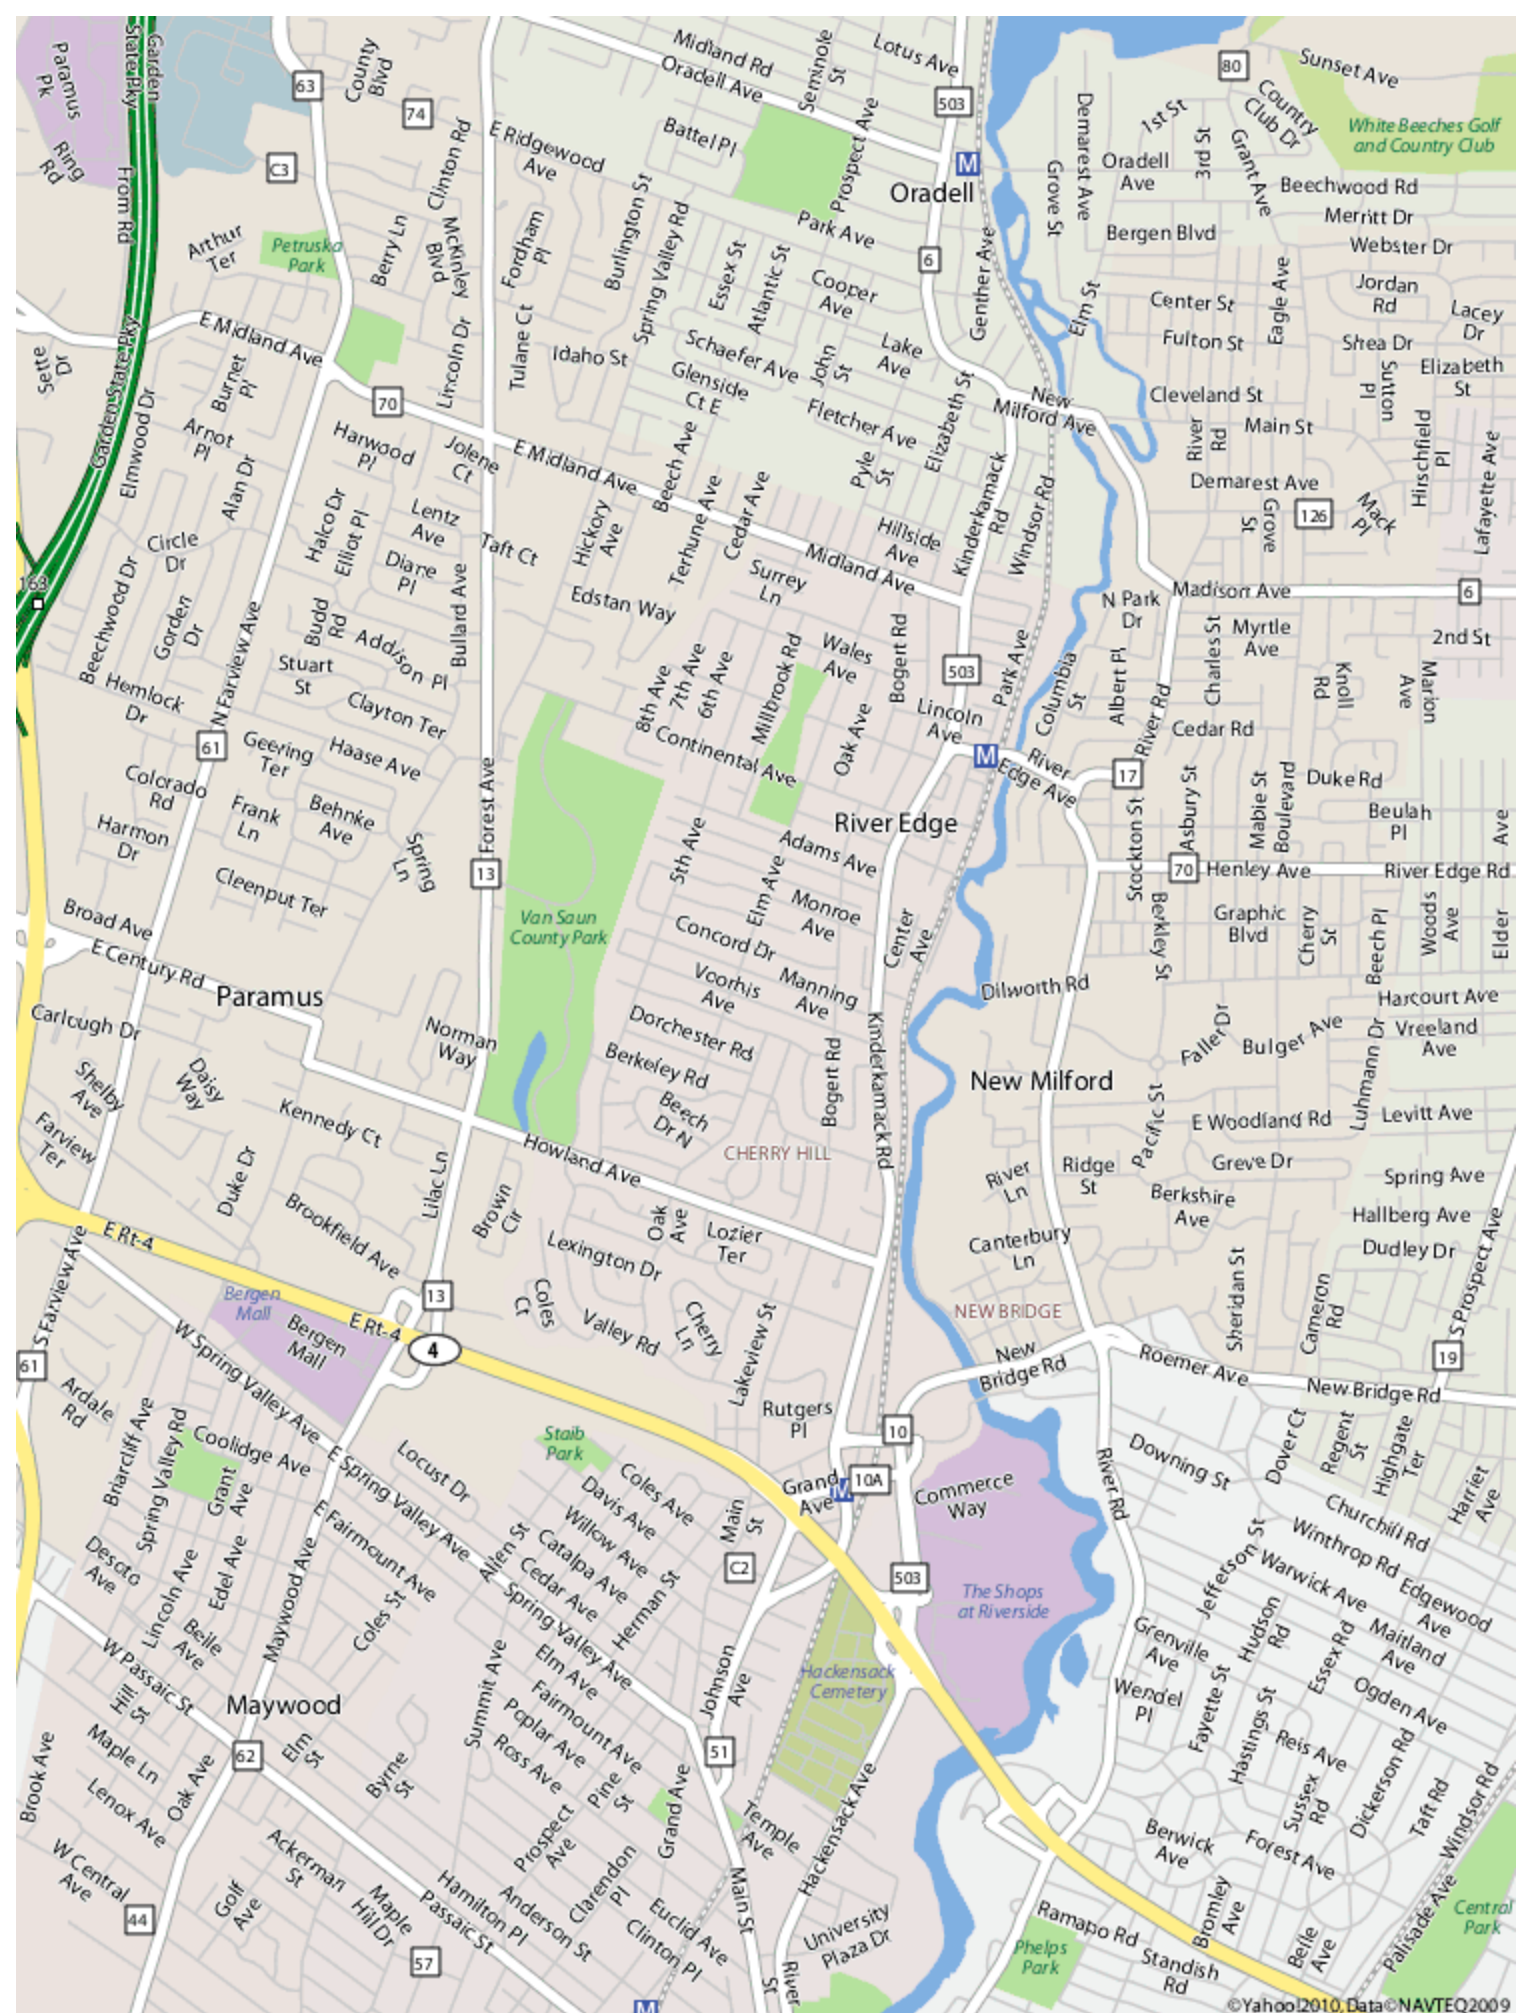 Paramus
Pk
Ring
Rd
Garden
State Pky
Garden
State Pky
From Rd
63
County
Blvd
74
C3
Clinton Rd
Midland Rd
Oradell Ave
Seminole
St
Lotus Ave
503
M
Oradell
80
Sunset Ave
Country
Club Dr
White Beeches Golf
and Country Club
1st St
Demarest Ave
Grove St
Oradell
Ave
3rd St
Grant Ave
Beechwood Rd
Merritt Dr
Webster Dr
Bergen Blvd
E Ridgewood
Ave
Battel Pl
Prospect Ave
Park Ave
Arthur
Ter
Petruska
Park
Berry Ln
McKinley
Blvd
Fordham
Pl
Burlington St
Spring Valley Rd
Essex St
Atlantic St
Cooper
Ave
6
Genther Ave
Elm St
Center St
Eagle Ave
Jordan
Rd
Lacey
Dr
Fulton St
Shea Dr
Elizabeth
St
Sutton
Pl
Sette
Dr
E Midland Ave
Burnet
Pl
Lincoln Dr
Tulane Ct
Idaho St
Schaefer Ave
John
St
Lake
Ave
Glenside
Ct E
Fletcher Ave
Elizabeth St
New
Milford Ave
Cleveland St
River
Rd
Main St
Hirschfield
Pl
Lafayette Ave
70
Garden State Pky
Elmwood Dr
Arnot
Pl
Alan Dr
Harwood
Pl
Jolene
Ct
E Midland Ave
Beech Ave
Pyle
St
Kinderkamack
Rd
Windsor Rd
Demarest Ave
Grove
St
126
Mack
Pl
Halco Dr
Elliot Pl
Lentz
Ave
Taft Ct
Hickory
Ave
Terhune Ave
Cedar Ave
Hillside
Ave
Midland Ave
Surrey
Ln
Circle
Dr
Diane
Pl
163
Beechwood Dr
Gorden
Dr
Budd
Rd
Addison Pl
Bullard Ave
Edstan Way
N Park
Dr
Madison Ave
6
Myrtle
Ave
2nd St
Charles St
N Farview Ave
Stuart
St
Clayton Ter
8th Ave
7th Ave
6th Ave
Millbrook Rd
Wales
Ave
Bogert Rd
503
Park Ave
Columbia
St
Albert Pl
River Rd
Knoll
Rd
Marion
Ave
Hemlock
Dr
61
Geering
Ter
Haase Ave
Continental Ave
Oak Ave
Lincoln
Ave
M
River
Edge Ave
17
Cedar Rd
Colorado
Rd
Frank
Ln
Behnke
Ave
Forest Ave
Stockton St
Asbury St
Mabie St
Boulevard
Duke Rd
Beulah
Pl
Ave
Harmon
Dr
Spring
Ln
13
5th Ave
River Edge
Adams Ave
70
Henley Ave
River Edge Rd
Cleenput Ter
Elm Ave
Monroe
Ave
Berkley St
Graphic
Blvd
Cherry
St
Beech Pl
Woods
Ave
Elder
Broad Ave
E Century Rd
Van Saun
County Park
Concord Dr
Center
Ave
Voorhis
Ave
Manning
Ave
Dilworth Rd
Harcourt Ave
Paramus
Carlough Dr
Norman
Way
Dorchester Rd
Kinderkamack Rd
Faller Dr
Bulger Ave
Luhmann Dr
Vreeland
Ave
Shelby
Ave
Daisy
Way
Berkeley Rd
Bogert Rd
New Milford
Kennedy Ct
Beech
Dr N
Pacific St
E Woodland Rd
Levitt Ave
Farview
Ter
CHERRY HILL
Howland Ave
River
Ln
Ridge
St
Greve Dr
Spring Ave
Duke Dr
Lilac Ln
Brown
Cir
Berkshire
Ave
Brookfield Ave
Oak
Ave
Lozier
Ter
Hallberg Ave
S Prospect Ave
E Rt-4
Lexington Dr
Canterbury
Ln
Dudley Dr
S Farview Ave
Bergen
Mall
13
Coles
Ct
Valley Rd
Cherry
Ln
Lakeview St
NEW BRIDGE
Sheridan St
Cameron
Rd
Bergen
Mall
E Rt-4
4
W Spring Valley Ave
61
New
Bridge Rd
Roemer Ave
19
New Bridge Rd
Ardale
Rd
Briarcliff Ave
Spring Valley Rd
Coolidge Ave
Grant
Ave
Locust Dr
Staib
Park
Rutgers
Pl
10
River Rd
Downing St
Dover Ct
Regent
St
Highgate
Ter
Harriet
Ave
E Spring Valley Ave
Coles Ave
Grand
Ave
M
10A
Commerce
Way
Davis Ave
Main
St
Churchill Rd
E Fairmount Ave
Willow Ave
Winthrop Rd
Desoto
Ave
Edel Ave
Allen St
Catalpa Ave
C2
503
Jefferson St
Warwick Ave
Edgewood
Ave
Lincoln Ave
Maywood Ave
Cedar Ave
Herman St
The Shops
at Riverside
Belle
Ave
Coles St
Spring Valley Ave
Grenville
Ave
Hudson
Rd
Essex Rd
Maitland
Ave
W Passaic St
Hill
St
Maywood
Summit Ave
Elm Ave
Fairmount Ave
Johnson
Ave
Hackensack
Cemetery
Wendel
Pl
Fayette St
Hastings St
Ogden Ave
Maple Ln
62
Elm
St
Poplar Ave
Ross Ave
51
Reis Ave
Dickerson Rd
Brook Ave
Lenox Ave
Oak Ave
Byrne
St
Pine
St
Grand Ave
Hackensack Ave
Sussex
Rd
Taft Rd
Windsor Rd
Prospect
Ave
Temple
Ave
Berwick
Ave
Forest Ave
W Central
Ave
Ackerman
St
Hamilton Pl
Clarendon
Pl
Main St
Bromley
Ave
Central
Park
Golf
Ave
Maple
Hill Dr
Passaic St
Anderson St
Euclid Ave
Clinton Pl
University
Plaza Dr
Ramapo Rd
Palisade Ave
44
57
Phelps
Park
Standish
Rd
Belle
Ave
M
St
River
©Yahoo! 2010, Data©NAVTEQ 2009